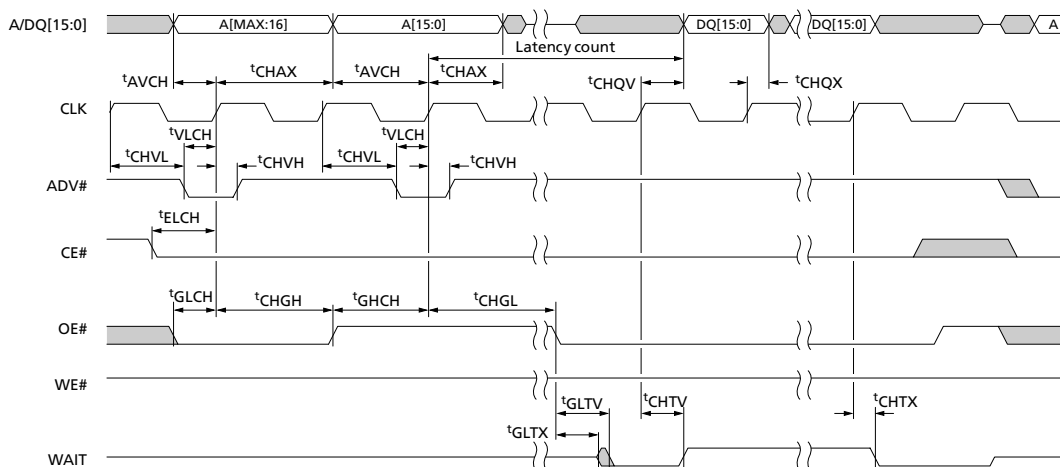 A/DQ[15:0] A[MAX:16] A[15:0] DQ[15:0] DQ[15:0] A
Latency count
tAVCH tCHAX tAVCH tCHAX tCHQV tCHQX
CLK
tVLCH tVLCH
tCHVL tCHVH tCHVL tCHVH
ADV#
tELCH
CE#
tGLCH tCHGH tGHCH tCHGL
OE#
WE#
tGLTV tCHTV tCHTX
tGLTX
WAIT